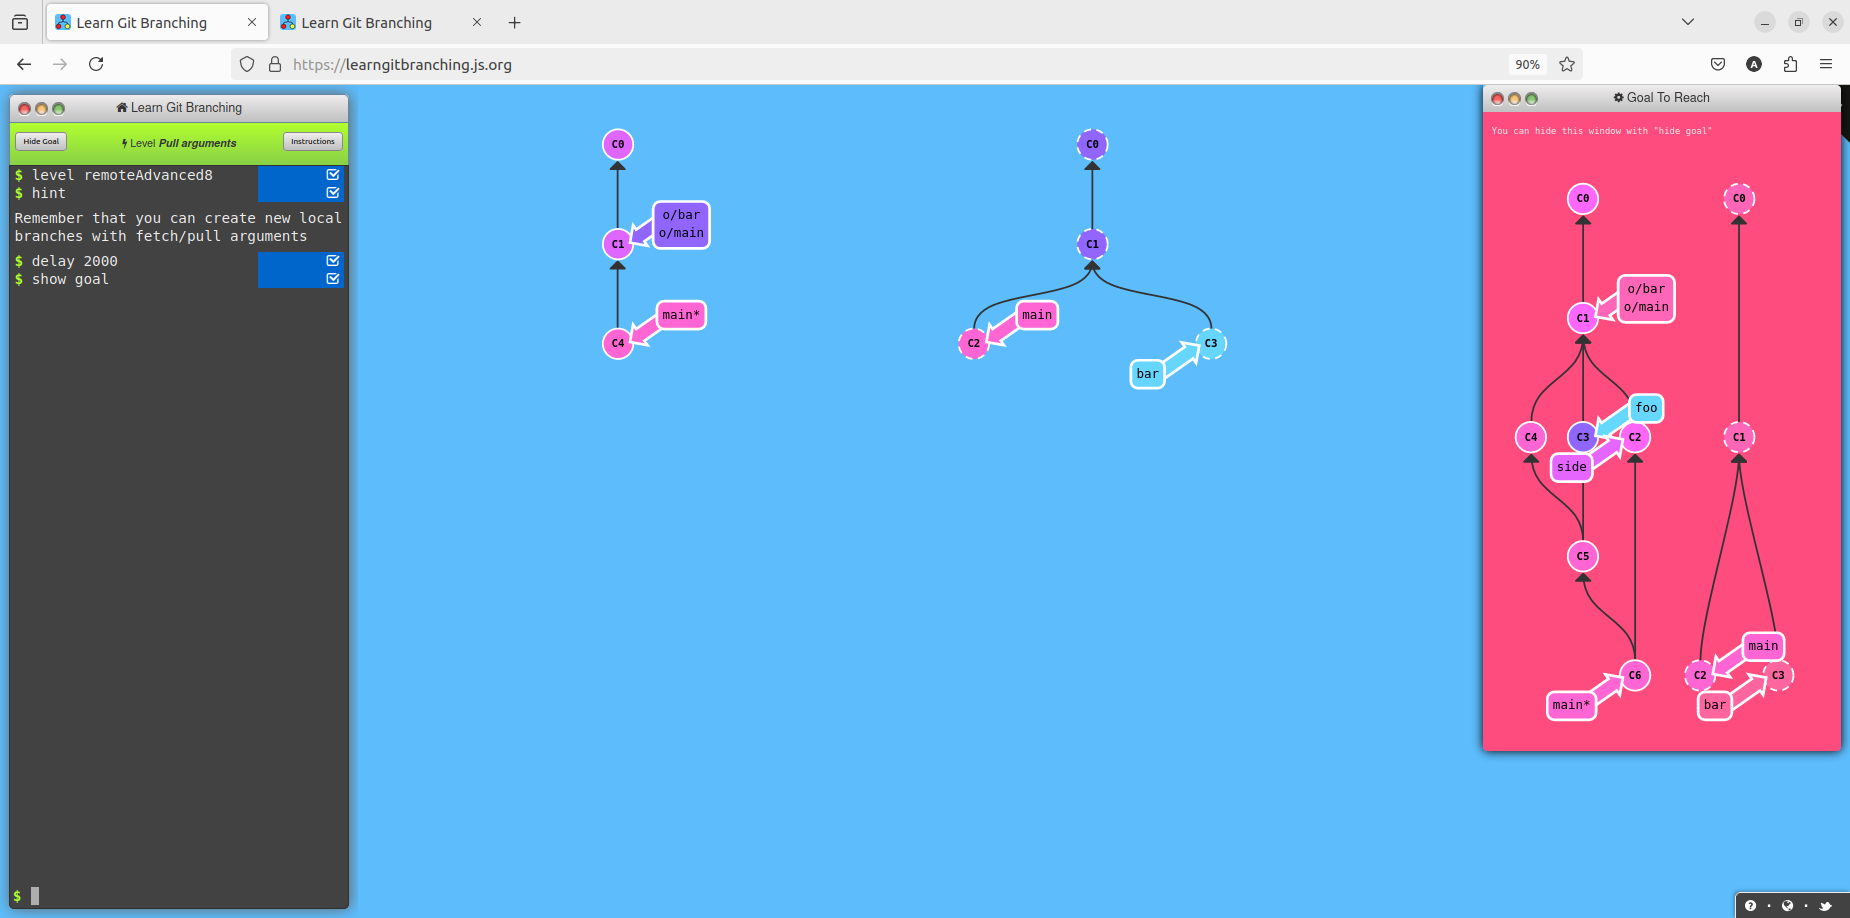 Learn Git Branching
Learn Git Branching
https://learngitbranching.js.org
90%
A
Learn Git Branching
Hide Goal
Level Pull arguments
Instructions
$ level remoteAdvanced8
$ hint
Remember that you can create new local
branches with fetch/pull arguments
$ delay 2000
$ show goal
$
C0
o/bar
o/main
C1
main*
C4
C0
C1
main
C2
C3
bar
Goal To Reach
You can hide this window with "hide goal"
C0
C0
o/bar
o/main
C1
foo
C4
C3
C2
C1
side
C5
main
C6
C2
C3
main*
bar